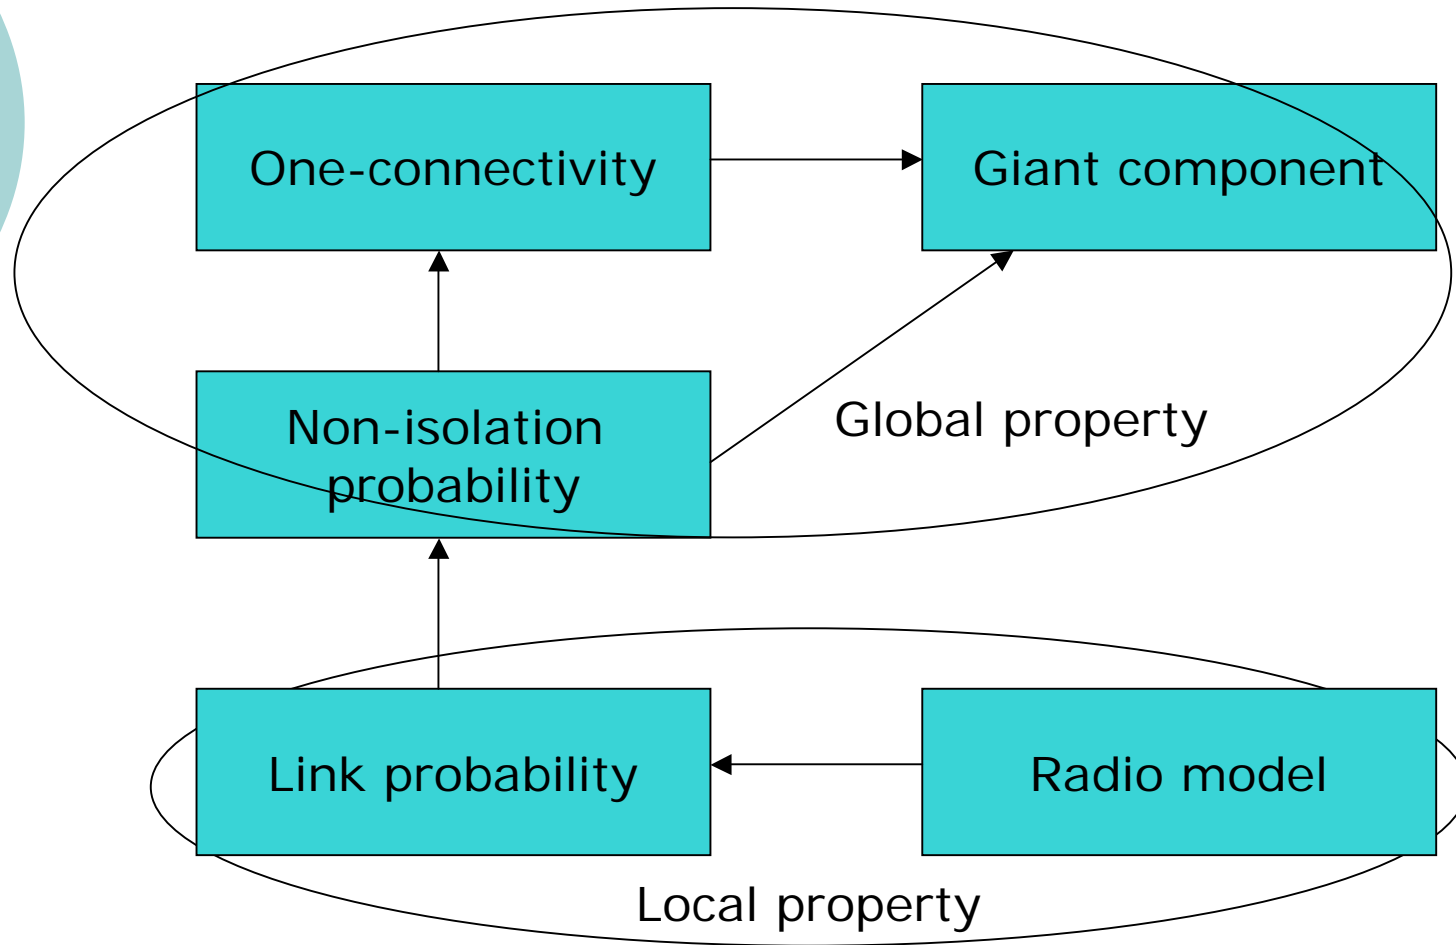 One-connectivity
Giant component
Non-isolation
probability
Global property
Link probability
Radio model
Local property